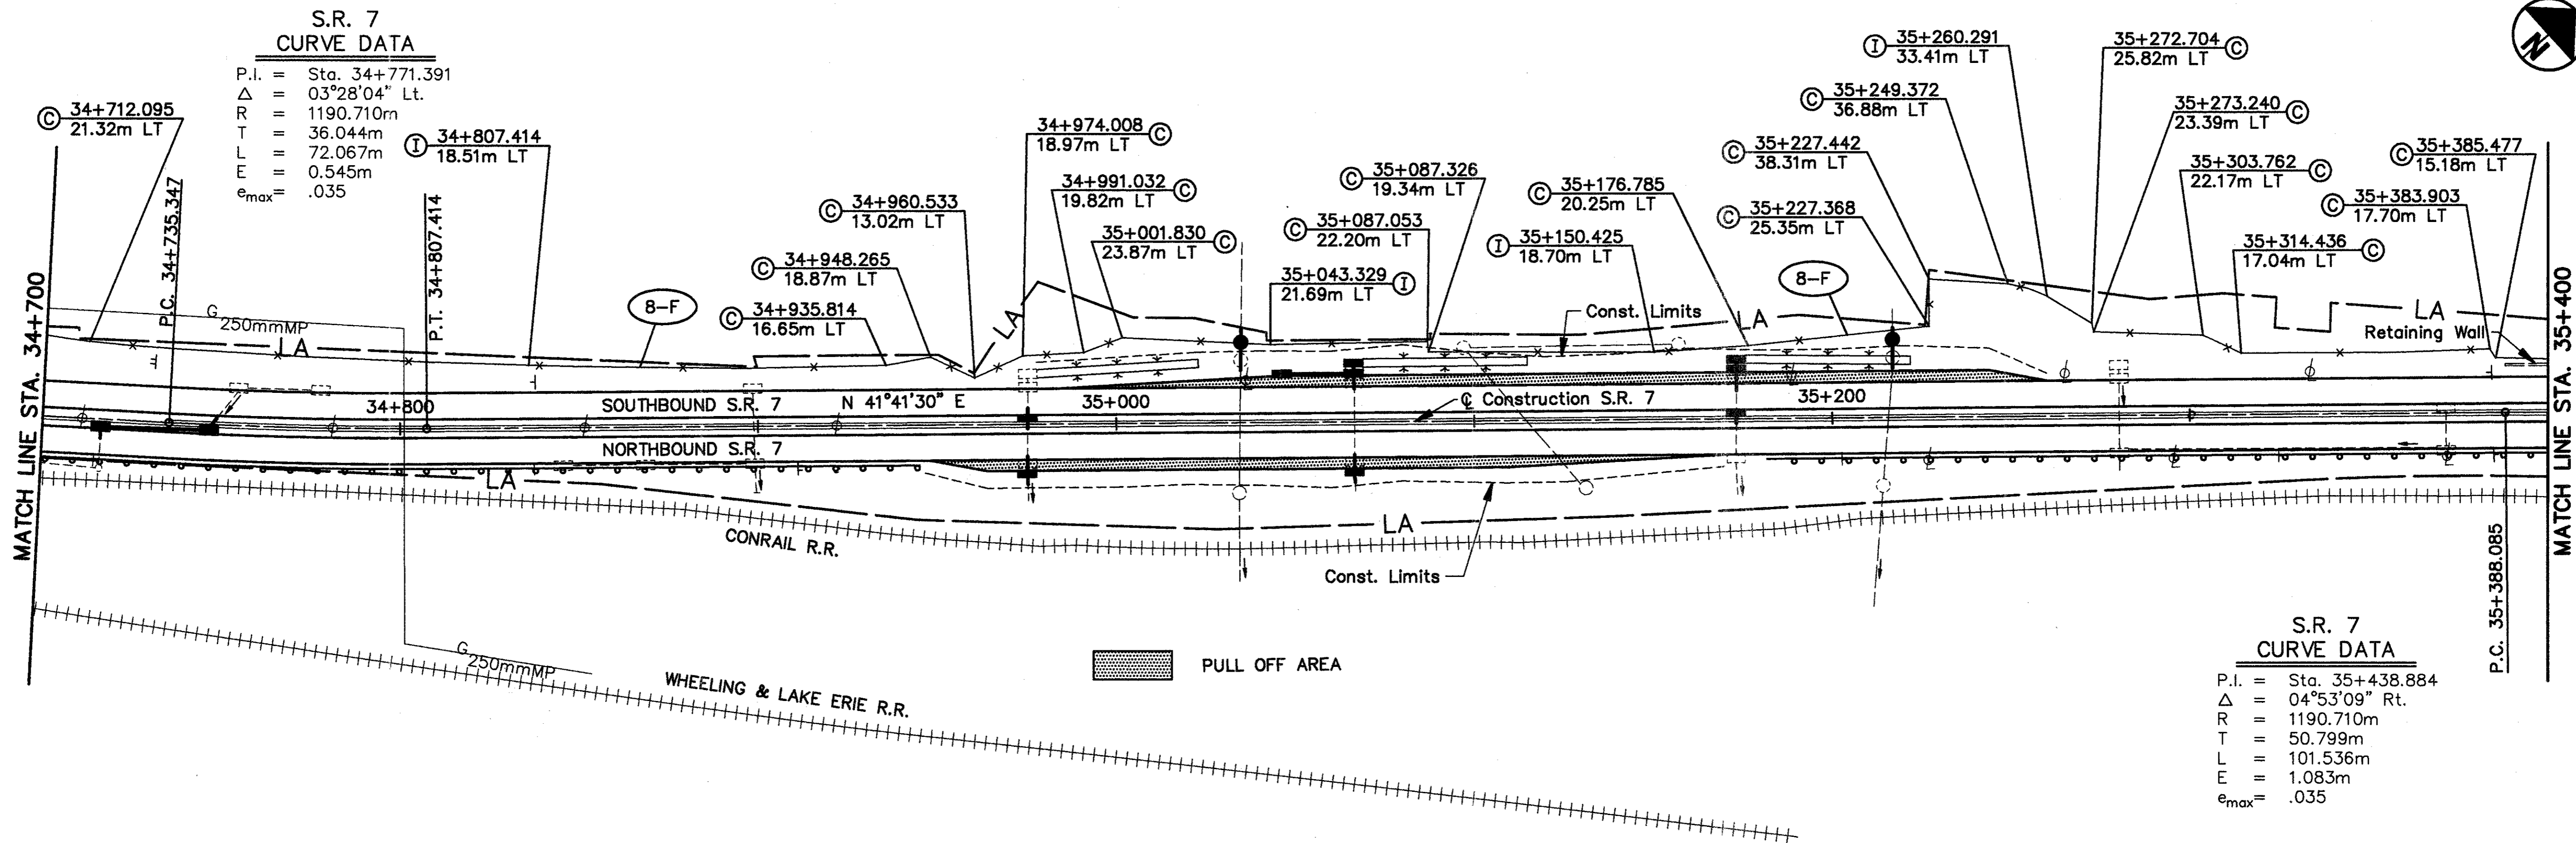 S.R. 7
CURVE DATA
P.I. = Sta. 34+771.391
Δ = 03°28'04" Lt.
R = 1190.710m
T = 36.044m
L = 72.067m
E = 0.545m
emax= .035
N
C 34+712.095
21.32m LT
I 34+807.414
18.51m LT
P.C. 34+735.347
P.T. 34+807.414
C 34+960.533
13.02m LT
C 34+948.265
18.87m LT
C 34+935.814
16.65m LT
34+974.008 C
18.97m LT
34+991.032 C
19.82m LT
35+001.830 C
23.87m LT
35+043.329 I
21.69m LT
C 35+087.326
19.34m LT
C 35+087.053
22.20m LT
I 35+150.425
18.70m LT
C 35+176.785
20.25m LT
C 35+227.442
38.31m LT
C 35+227.368
25.35m LT
C 35+249.372
36.88m LT
I 35+260.291
33.41m LT
35+272.704 C
25.82m LT
35+273.240 C
23.39m LT
35+303.762 C
22.17m LT
35+314.436 C
17.04m LT
C 35+383.903
17.70m LT
C 35+385.477
15.18m LT
MATCH LINE STA. 34+700
MATCH LINE STA. 35+400
G
250mmMP
LA
8-F
LA
Const. Limits
LA
8-F
LA
Retaining Wall
34+800
SOUTHBOUND S.R. 7
N 41°41'30" E
35+000
℄ Construction S.R. 7
35+200
NORTHBOUND S.R. 7
LA
LA
CONRAIL R.R.
Const. Limits
G
250mmMP
WHEELING & LAKE ERIE R.R.
PULL OFF AREA
P.C. 35+388.085
S.R. 7
CURVE DATA
P.I. = Sta. 35+438.884
Δ = 04°53'09" Rt.
R = 1190.710m
T = 50.799m
L = 101.536m
E = 1.083m
emax= .035